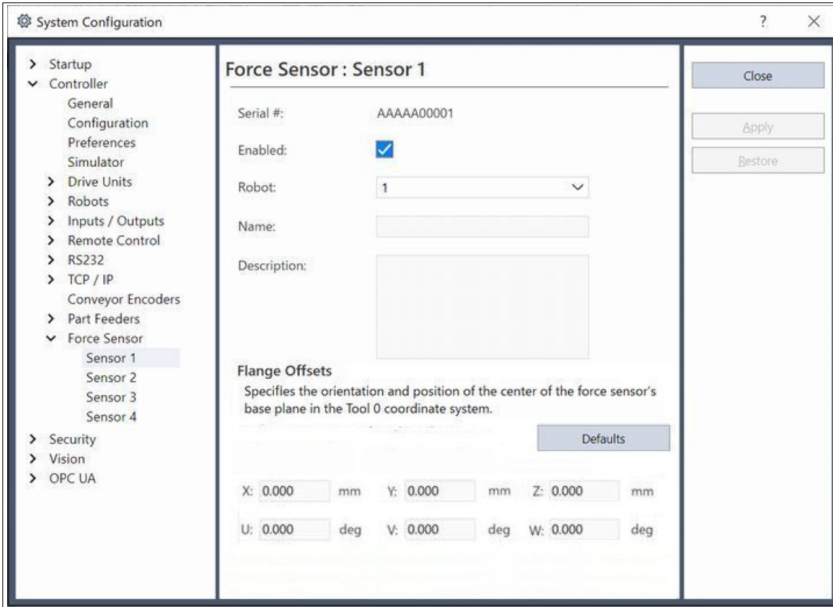 System Configuration
?
Startup
Controller
General
Configuration
Preferences
Simulator
Drive Units
Robots
Inputs / Outputs
Remote Control
RS232
TCP / IP
Conveyor Encoders
Part Feeders
Force Sensor
Sensor 1
Sensor 2
Sensor 3
Sensor 4
Security
Vision
OPC UA
Force Sensor : Sensor 1
Serial #: AAAAA00001
Enabled:
Robot: 1
Name:
Description:
Flange Offsets
Specifies the orientation and position of the center of the force sensor's
base plane in the Tool 0 coordinate system.
Defaults
X: 0.000 mm Y: 0.000 mm Z: 0.000 mm
U: 0.000 deg V: 0.000 deg W: 0.000 deg
Close
Apply
Restore